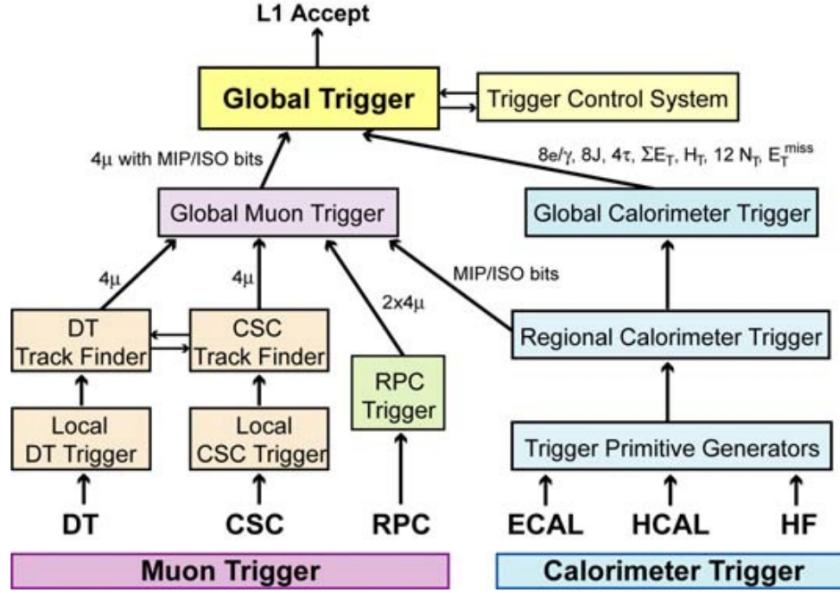 L1 Accept
Global Trigger
Trigger Control System
4μ with MIP/ISO bits
8e/γ, 8J, 4τ, ΣE_T, H_T, 12 N_T, E_T^miss
Global Muon Trigger
Global Calorimeter Trigger
4μ
4μ
2x4μ
MIP/ISO bits
DT
Track Finder
CSC
Track Finder
RPC
Trigger
Regional Calorimeter Trigger
Local
DT Trigger
Local
CSC Trigger
Trigger Primitive Generators
DT
CSC
RPC
ECAL
HCAL
HF
Muon Trigger
Calorimeter Trigger